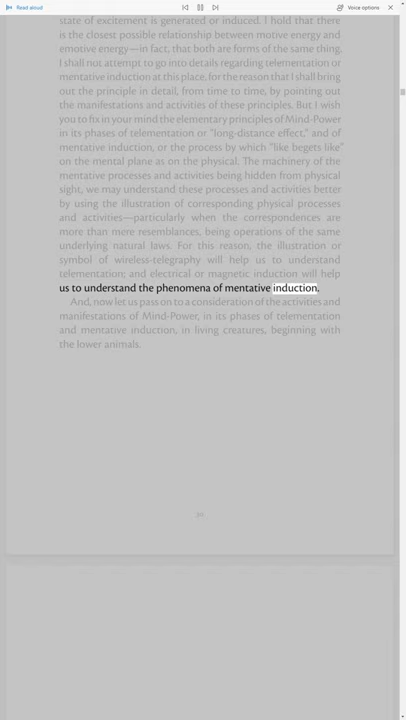 Read aloud
Voice options
state of excitement is generated or induced. I hold that there
is the closest possible relationship between motive energy and
emotive energy—in fact, that both are forms of the same thing.
I shall not attempt to go into details regarding telementation or
mentative induction at this place, for the reason that I shall bring
out the principle in detail, from time to time, by pointing out
the manifestations and activities of these principles. But I wish
you to fix in your mind the elementary principles of Mind-Power
in its phases of telementation or "long-distance effect," and of
mentative induction, or the process by which "like begets like"
on the mental plane as on the physical. The machinery of the
mentative processes and activities being hidden from physical
sight, we may understand these processes and activities better
by using the illustration of corresponding physical processes
and activities—particularly when the correspondences are
more than mere resemblances, being operations of the same
underlying natural laws. For this reason, the illustration or
symbol of wireless-telegraphy will help us to understand
telementation; and electrical or magnetic induction will help
us to understand the phenomena of mentative induction.
And, now let us pass on to a consideration of the activities and
manifestations of Mind-Power, in its phases of telementation
and mentative induction, in living creatures, beginning with
the lower animals.